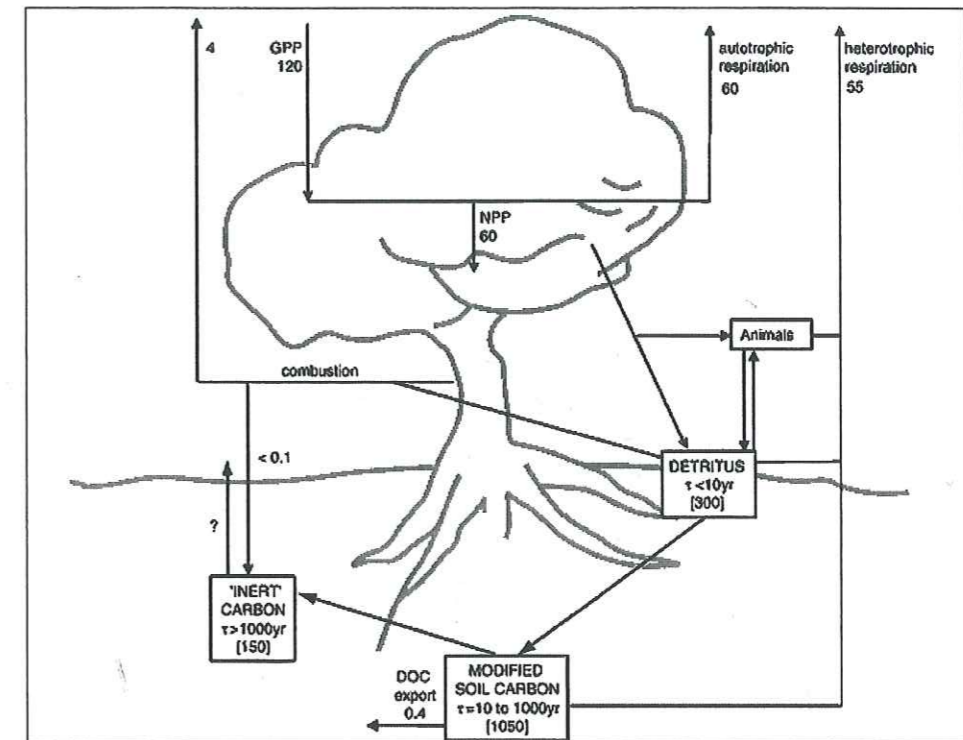 4
GPP
120
autotrophic
respiration
60
heterotrophic
respiration
55
NPP
60
Animals
combustion
< 0.1
DETRITUS
τ <10yr
[300]
?
'INERT'
CARBON
τ>1000yr
[150]
DOC
export
0.4
MODIFIED
SOIL CARBON
τ=10 to 1000yr
[1050]